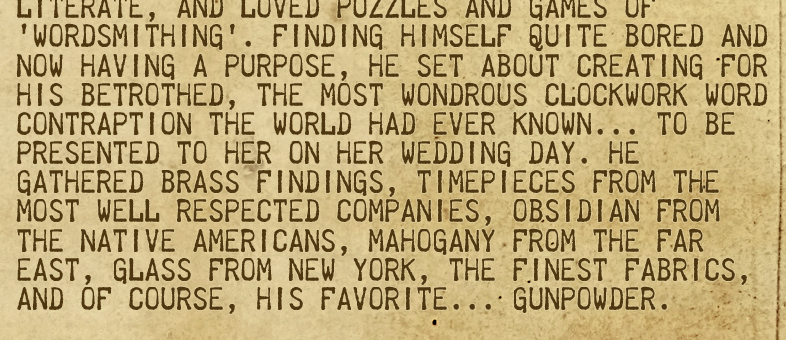 LITERATE, AND LOVED PUZZLES AND GAMES OF
'WORDSMITHING'. FINDING HIMSELF QUITE BORED AND
NOW HAVING A PURPOSE, HE SET ABOUT CREATING FOR
HIS BETROTHED, THE MOST WONDROUS CLOCKWORK WORD
CONTRAPTION THE WORLD HAD EVER KNOWN... TO BE
PRESENTED TO HER ON HER WEDDING DAY. HE
GATHERED BRASS FINDINGS, TIMEPIECES FROM THE
MOST WELL RESPECTED COMPANIES, OBSIDIAN FROM
THE NATIVE AMERICANS, MAHOGANY FROM THE FAR
EAST, GLASS FROM NEW YORK, THE FINEST FABRICS,
AND OF COURSE, HIS FAVORITE... GUNPOWDER.